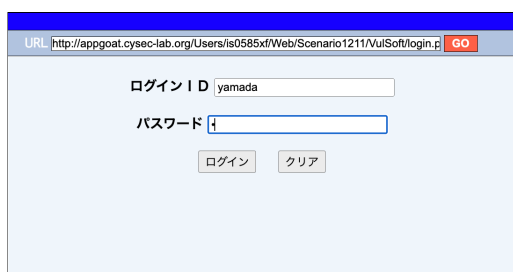 URL http://appgoat.cysec-lab.org/Users/is0585xf/Web/Scenario1211/VulSoft/login.p GO
ログインＩＤ yamada
パスワード •
ログイン クリア